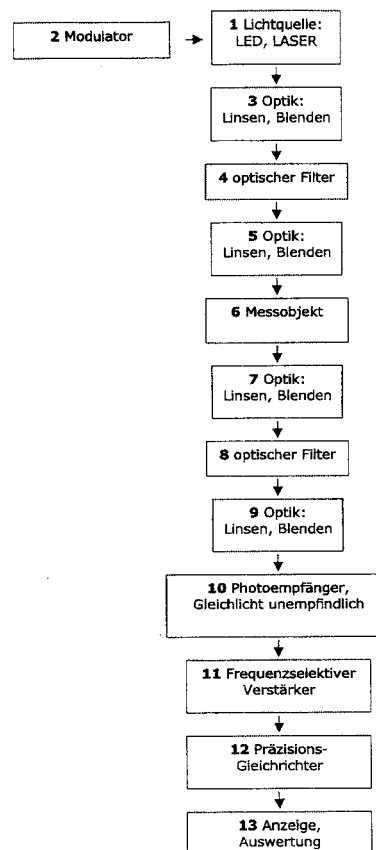 2 Modulator
1 Lichtquelle:
LED, LASER
3 Optik:
Linsen, Blenden
4 optischer Filter
5 Optik:
Linsen, Blenden
6 Messobjekt
7 Optik:
Linsen, Blenden
8 optischer Filter
9 Optik:
Linsen, Blenden
10 Photoempfänger,
Gleichlicht unempfindlich
11 Frequenzselektiver
Verstärker
12 Präzisions-
Gleichrichter
13 Anzeige,
Auswertung